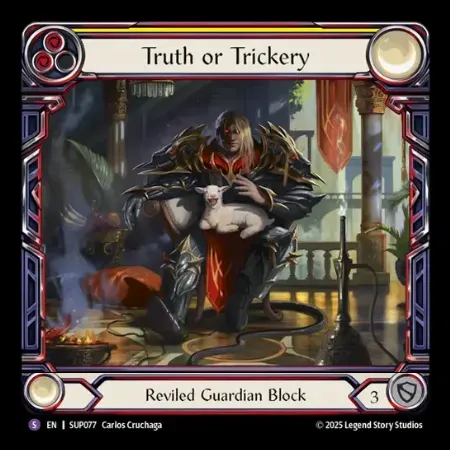 Truth or Trickery
Reviled Guardian Block
3
S EN | SUP077 Carlos Cruchaga
© 2025 Legend Story Studios